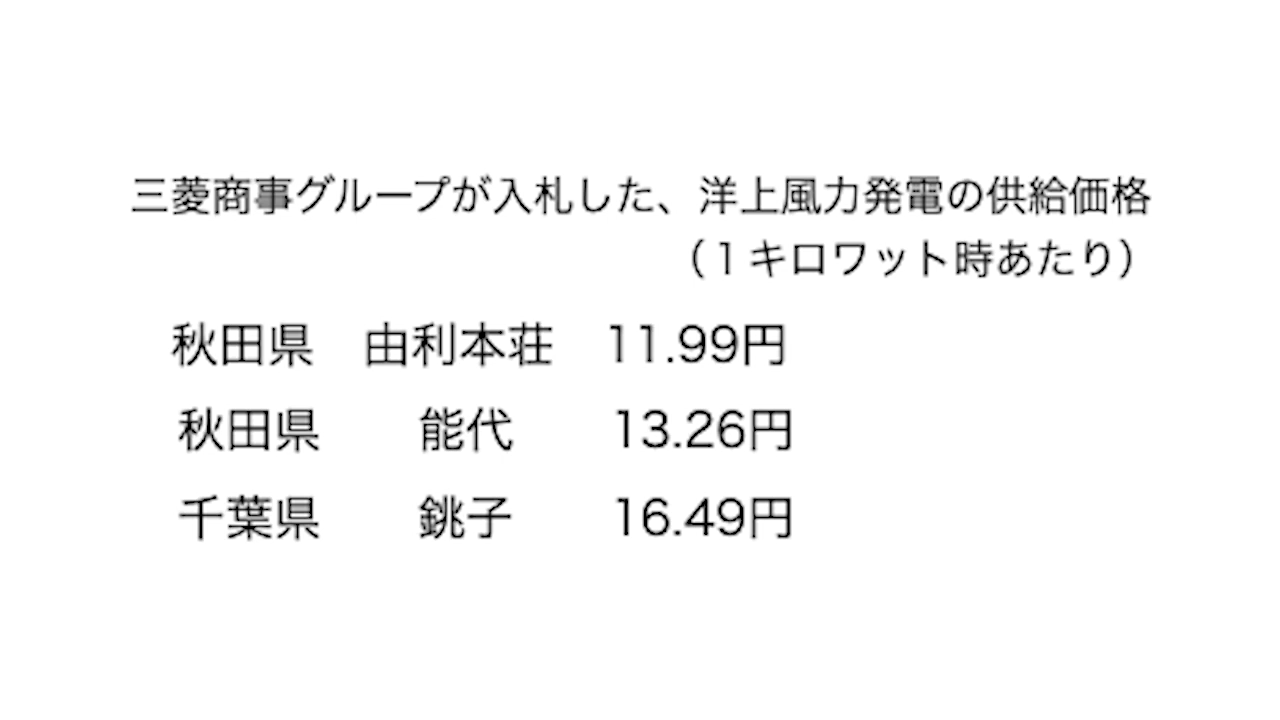 三菱商事グループが入札した、洋上風力発電の供給価格
（１キロワット時あたり）
秋田県　由利本荘　11.99円
秋田県　　能代　　13.26円
千葉県　　銚子　　16.49円